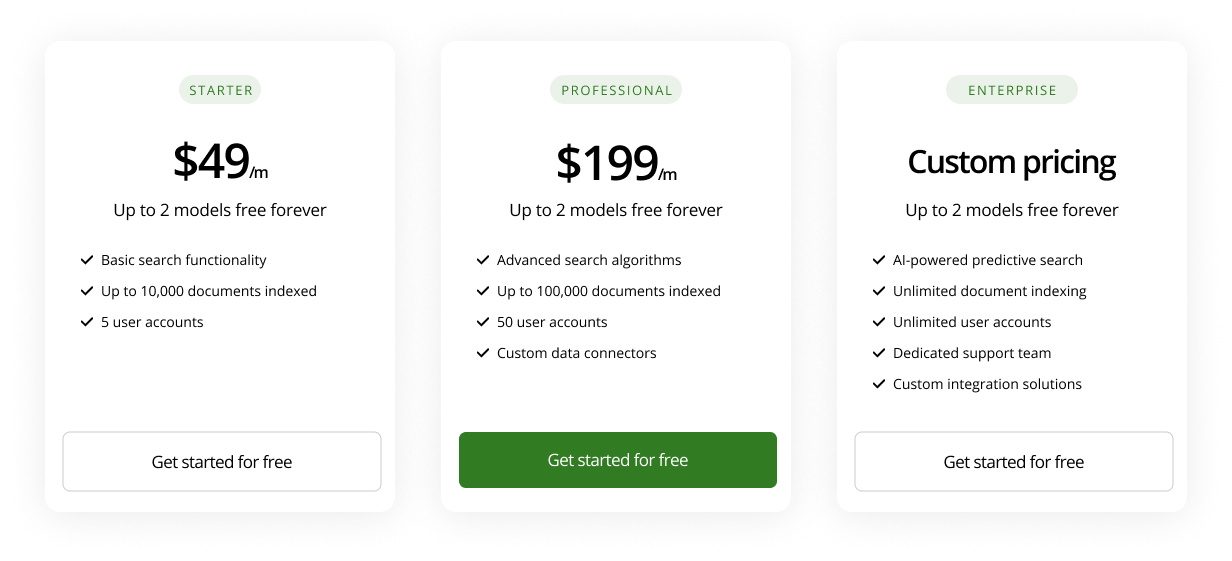 STARTER
$49/m
Up to 2 models free forever
Basic search functionality
Up to 10,000 documents indexed
5 user accounts
Get started for free
PROFESSIONAL
$199/m
Up to 2 models free forever
Advanced search algorithms
Up to 100,000 documents indexed
50 user accounts
Custom data connectors
Get started for free
ENTERPRISE
Custom pricing
Up to 2 models free forever
AI-powered predictive search
Unlimited document indexing
Unlimited user accounts
Dedicated support team
Custom integration solutions
Get started for free